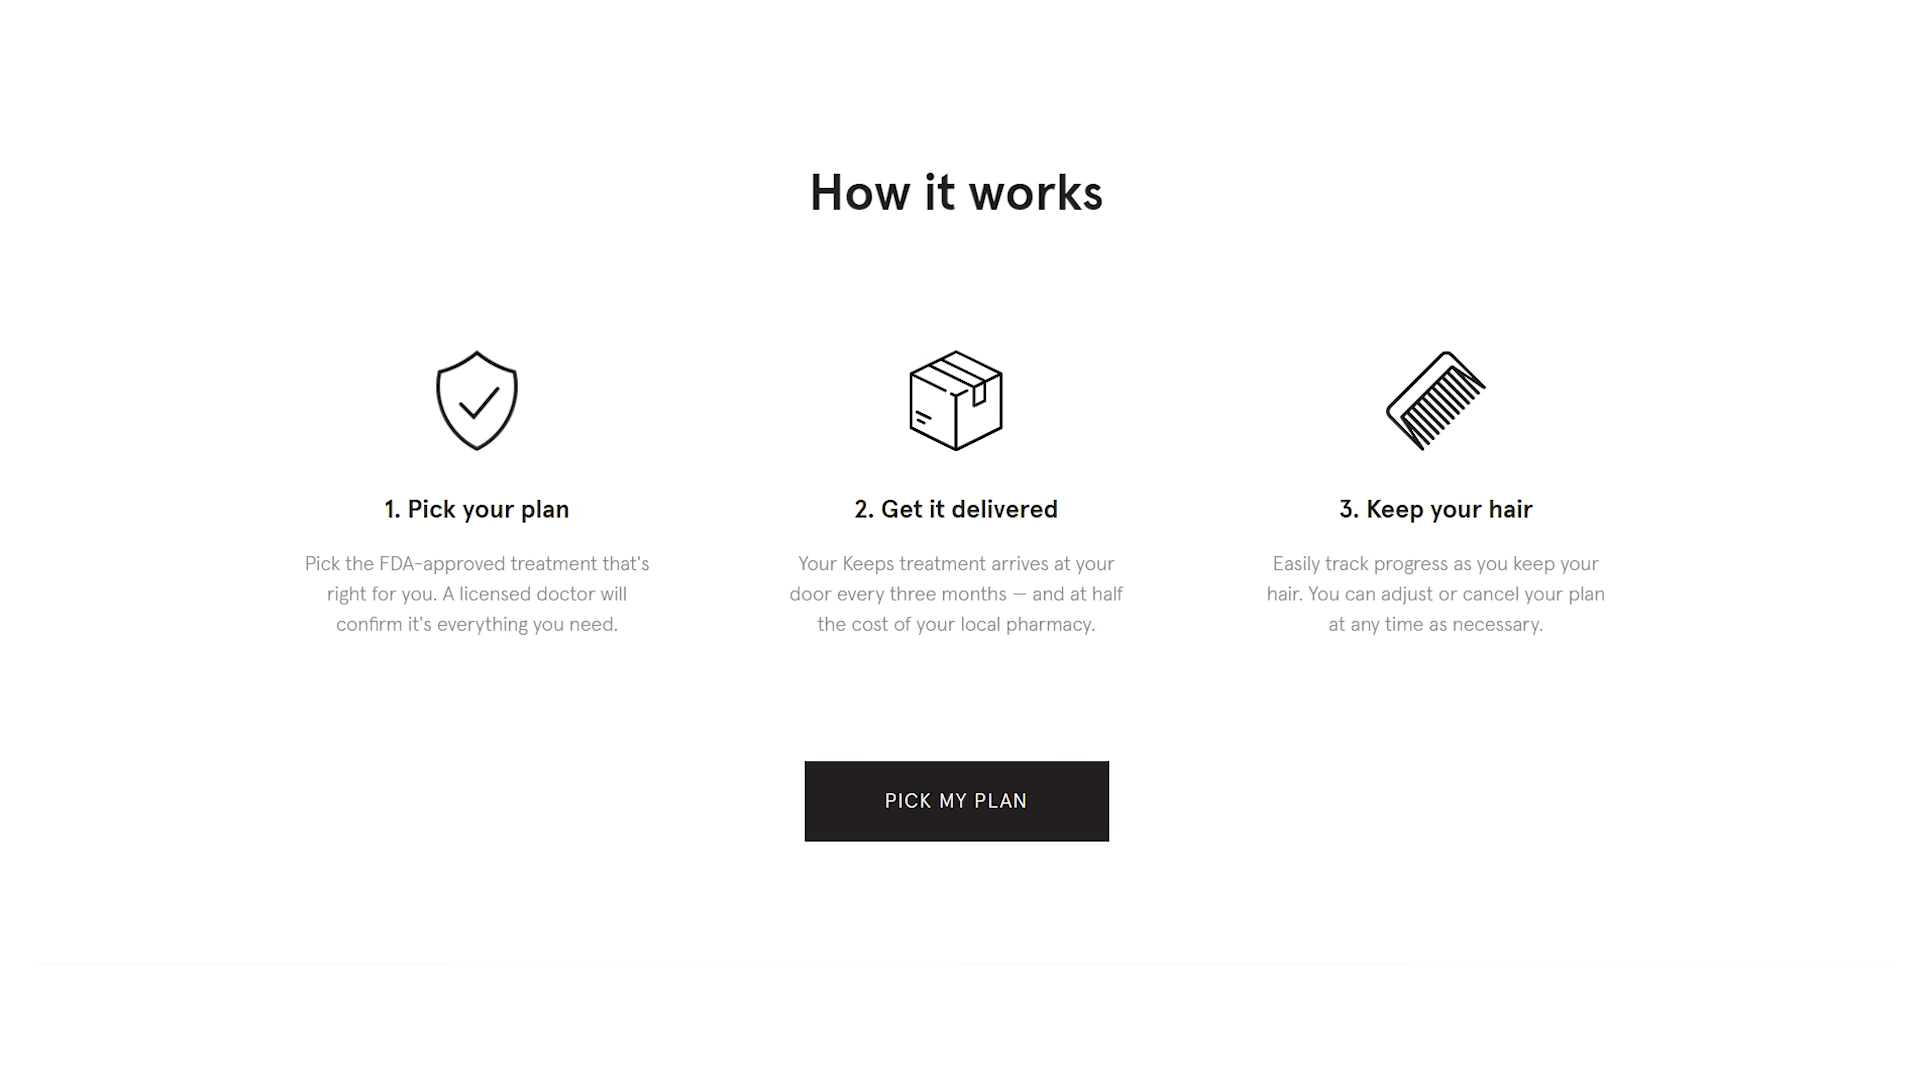 How it works
1. Pick your plan
Pick the FDA-approved treatment that's
right for you. A licensed doctor will
confirm it's everything you need.
2. Get it delivered
Your Keeps treatment arrives at your
door every three months — and at half
the cost of your local pharmacy.
3. Keep your hair
Easily track progress as you keep your
hair. You can adjust or cancel your plan
at any time as necessary.
PICK MY PLAN